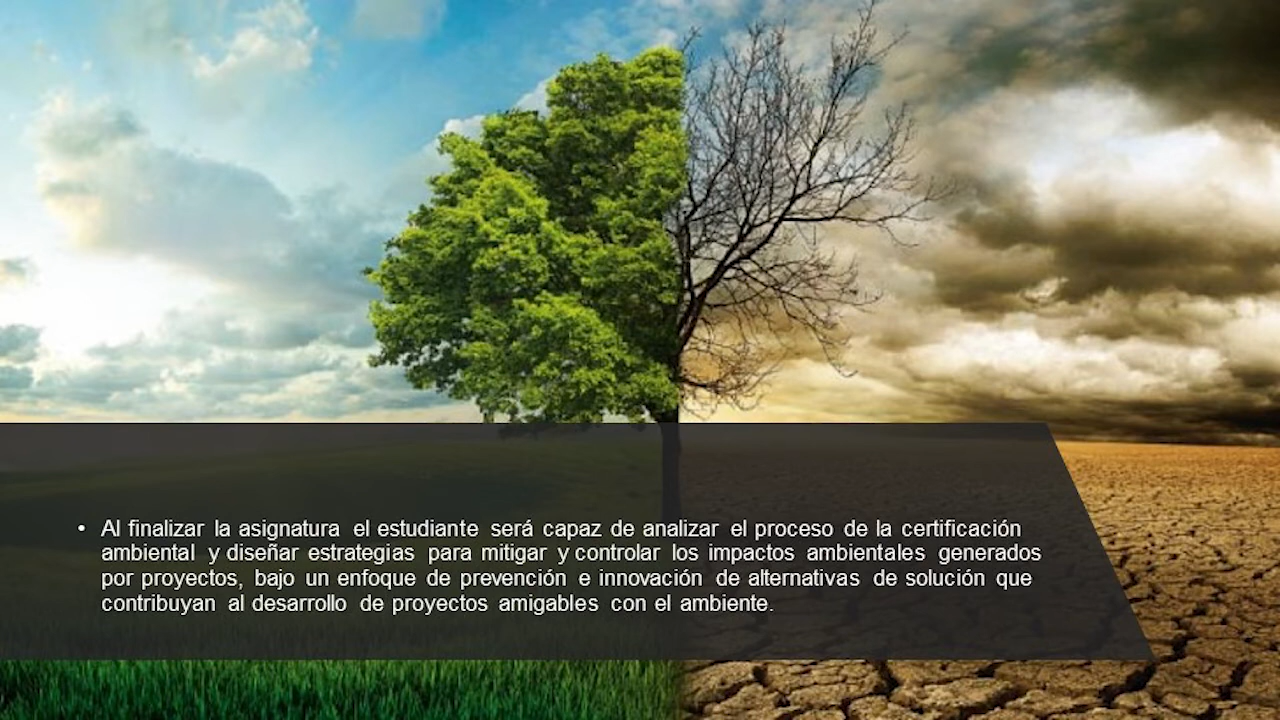 • Al finalizar la asignatura el estudiante será capaz de analizar el proceso de la certificación
ambiental y diseñar estrategias para mitigar y controlar los impactos ambientales generados
por proyectos, bajo un enfoque de prevención e innovación de alternativas de solución que
contribuyan al desarrollo de proyectos amigables con el ambiente.